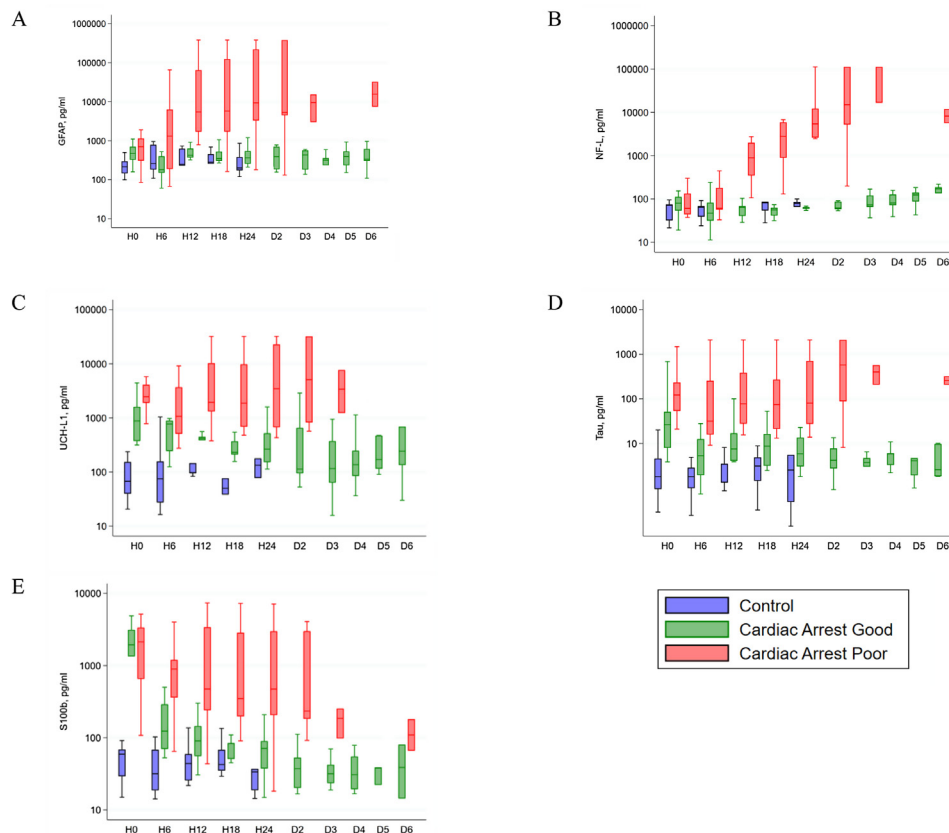 A
1000000
100000
10000
1000
100
10
GFAP, pg/ml
H0 H6 H12 H18 H24 D2 D3 D4 D5 D6
B
1000000
100000
10000
1000
100
10
NF-L, pg/ml
H0 H6 H12 H18 H24 D2 D3 D4 D5 D6
C
100000
10000
1000
100
10
UCH-L1, pg/ml
H0 H6 H12 H18 H24 D2 D3 D4 D5 D6
D
10000
1000
100
10
Tau, pg/ml
H0 H6 H12 H18 H24 D2 D3 D4 D5 D6
E
10000
1000
100
10
S100b, pg/ml
H0 H6 H12 H18 H24 D2 D3 D4 D5 D6
Control
Cardiac Arrest Good
Cardiac Arrest Poor